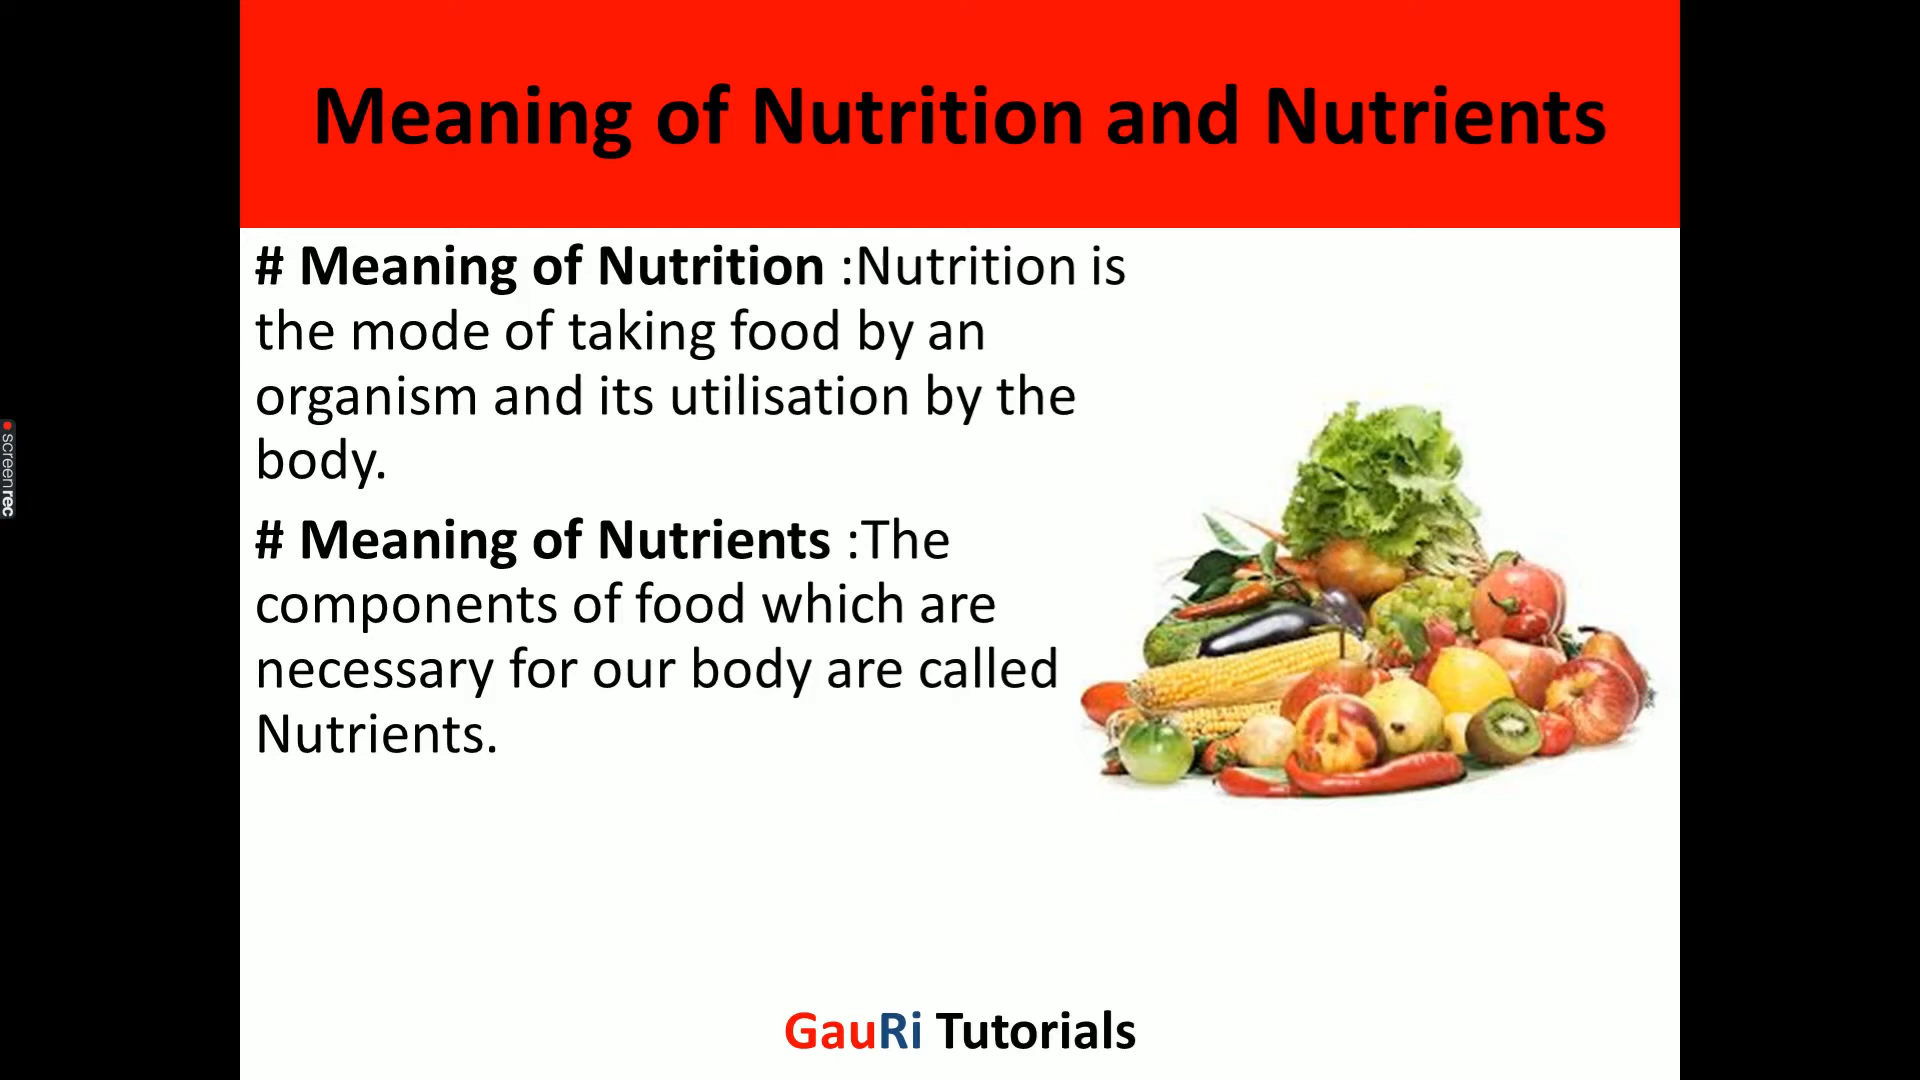 Meaning of Nutrition and Nutrients
# Meaning of Nutrition :Nutrition is
the mode of taking food by an
organism and its utilisation by the
body.
# Meaning of Nutrients :The
components of food which are
necessary for our body are called
Nutrients.
GauRi Tutorials
screenrec